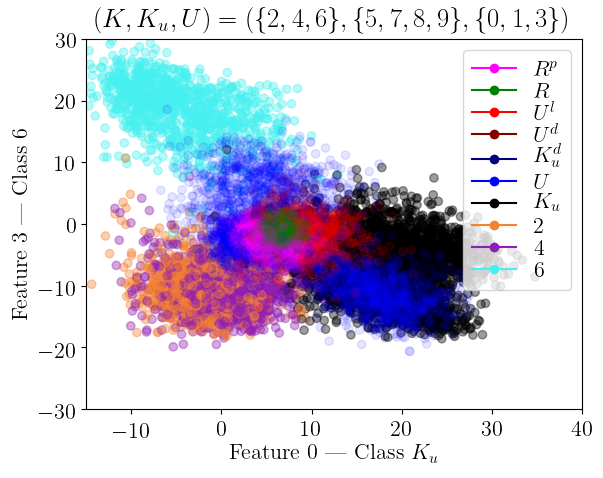 (K, K_u, U) = ({2, 4, 6}, {5, 7, 8, 9}, {0, 1, 3})
30
20
10
0
−10
−20
−30
Feature 3 — Class 6
R^p
R
U^l
U^d
K_u^d
U
K_u
2
4
6
−10
0
10
20
30
40
Feature 0 — Class K_u